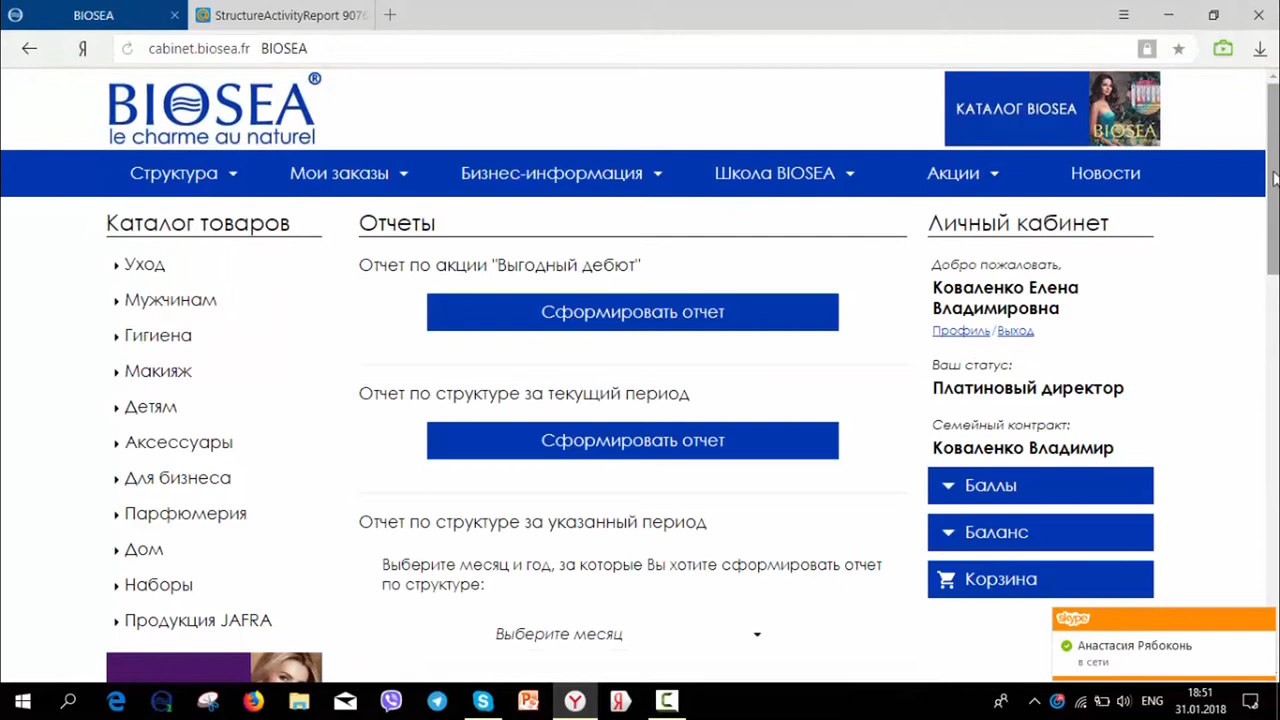 BIOSEA
StructureActivityReport 9076
cabinet.biosea.fr BIOSEA
BIOSEA®
le charme au naturel
КАТАЛОГ BIOSEA
BIOSEA
Структура
Мои заказы
Бизнес-информация
Школа BIOSEA
Акции
Новости
Каталог товаров
Уход
Мужчинам
Гигиена
Макияж
Детям
Аксессуары
Для бизнеса
Парфюмерия
Дом
Наборы
Продукция JAFRA
Отчеты
Отчет по акции "Выгодный дебют"
Сформировать отчет
Отчет по структуре за текущий период
Сформировать отчет
Отчет по структуре за указанный период
Выберите месяц и год, за которые Вы хотите сформировать отчет
по структуре:
Выберите месяц
Личный кабинет
Добро пожаловать,
Коваленко Елена
Владимировна
Профиль/Выход
Ваш статус:
Платиновый директор
Семейный контракт:
Коваленко Владимир
Баллы
Баланс
Корзина
skype
Анастасия Рябоконь
в сети
ENG
18:51
31.01.2018